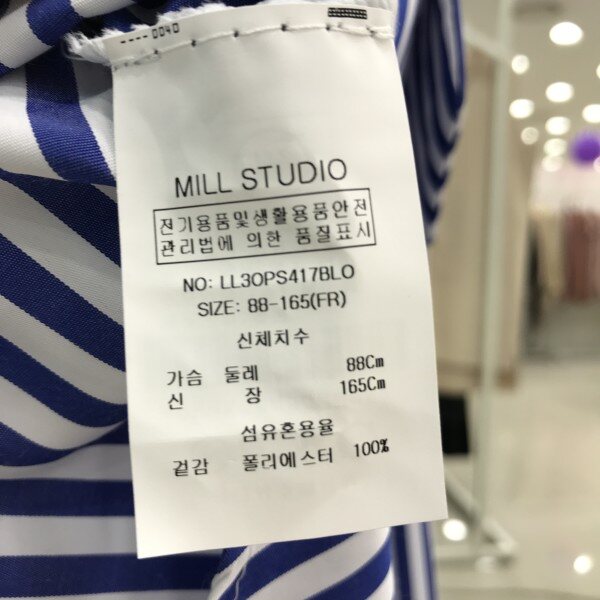 ---- 0040
MILL STUDIO
전기용품및생활용품안전
관리법에 의한 품질표시
NO: LL3OPS417BLO
SIZE: 88-165(FR)
신체치수
가슴 둘레 88Cm
신 장 165Cm
섬유혼용율
겉감 폴리에스터 100%